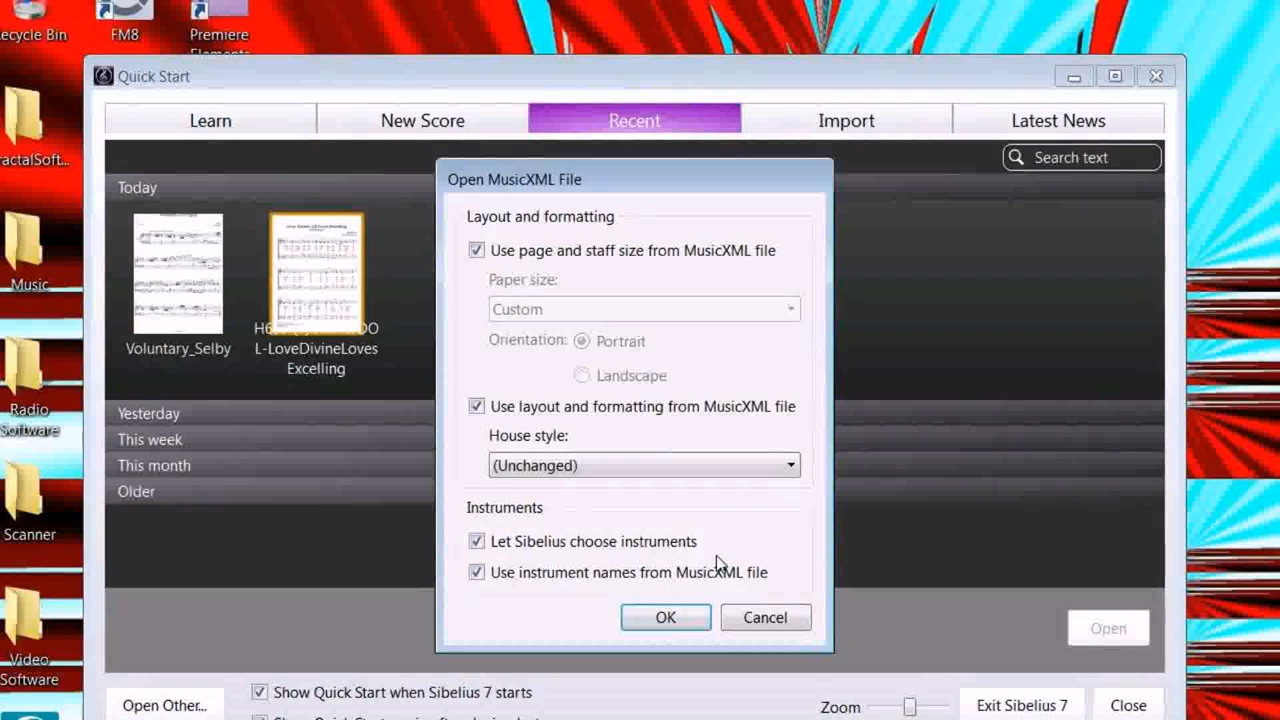 ecycle Bin
FM8
Premiere
Elements
Quick Start
Learn
New Score
Recent
Import
Latest News
Search text
ractalSoft...
Today
Open MusicXML File
Layout and formatting
Use page and staff size from MusicXML file
Paper size:
Custom
Orientation:
Portrait
Landscape
Use layout and formatting from MusicXML file
House style:
(Unchanged)
Instruments
Let Sibelius choose instruments
Use instrument names from MusicXML file
OK
Cancel
Voluntary_Selby
L-LoveDivineLoves
Excelling
Music
Yesterday
This week
This month
Older
Radio
Software
Scanner
Video
Software
Open
Show Quick Start when Sibelius 7 starts
Open Other...
Zoom
Exit Sibelius 7
Close